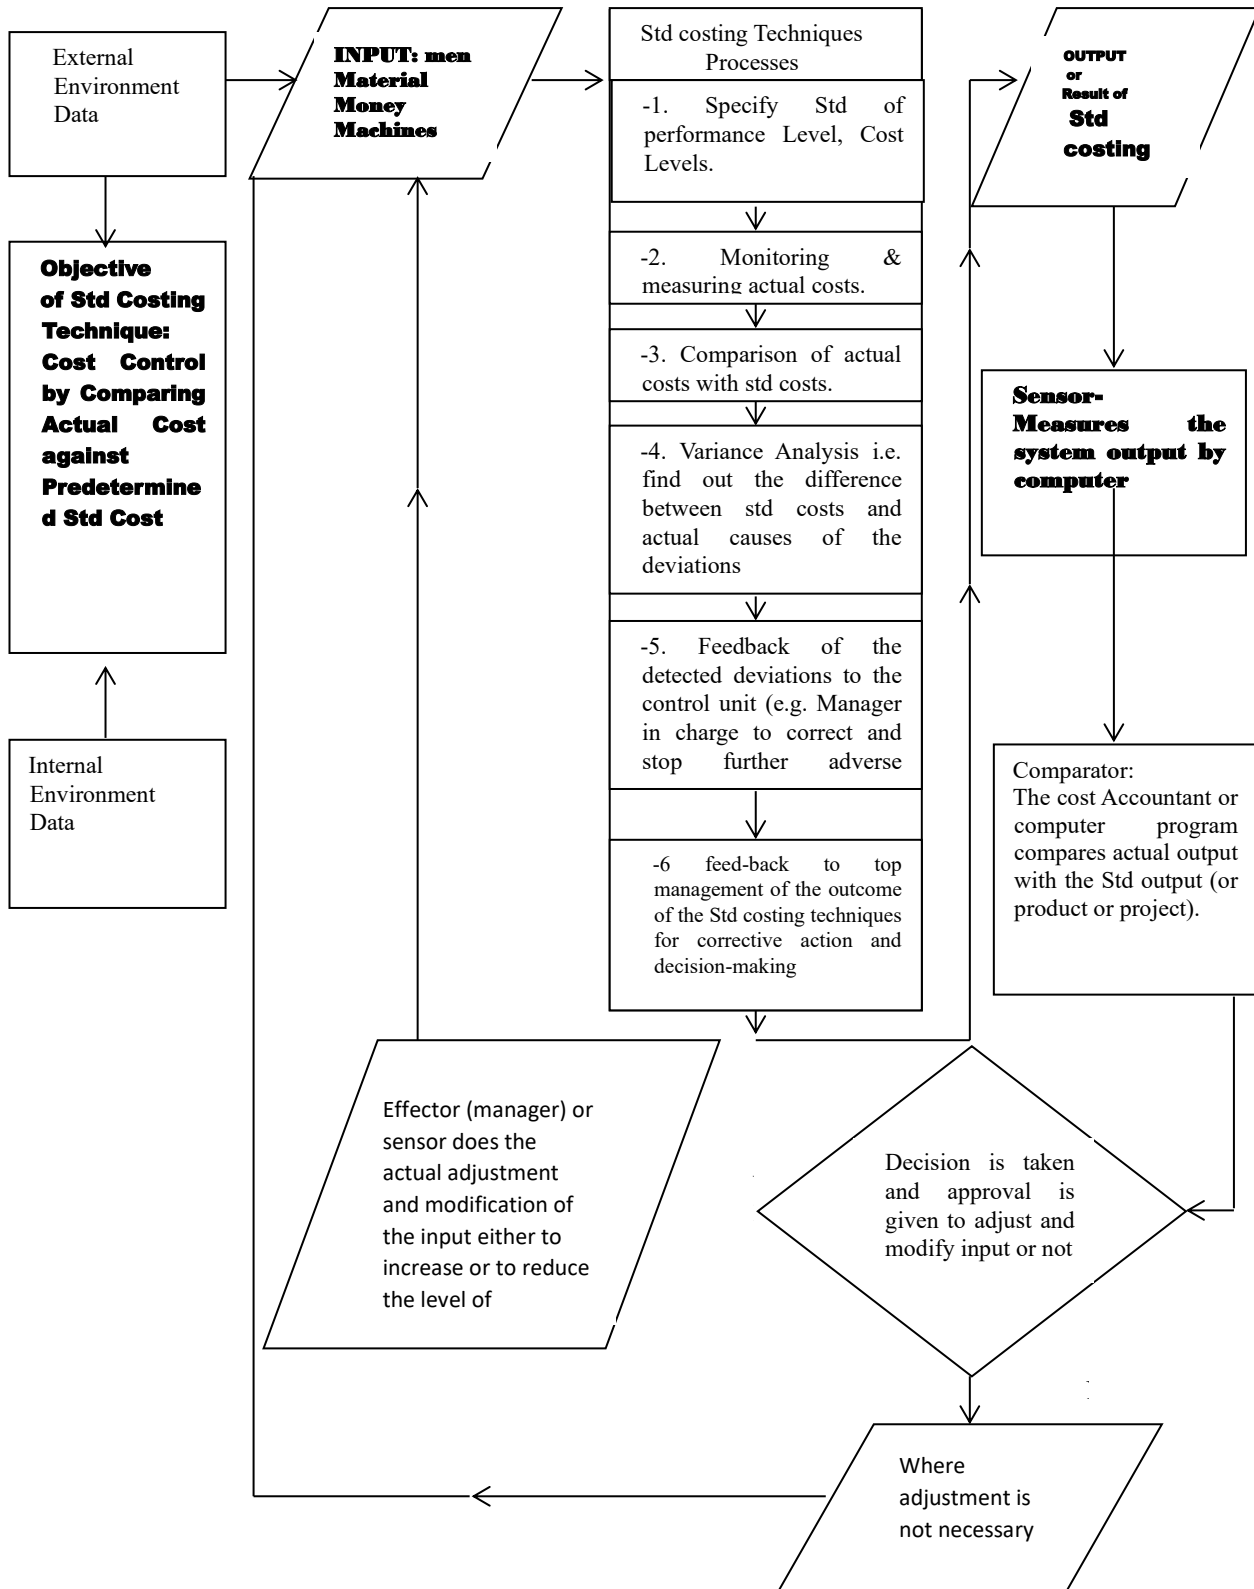 External
Environment
Data
INPUT: men
Material
Money
Machines
Std costing Techniques
Processes
-1. Specify Std of
performance Level, Cost
Levels.
-2. Monitoring &
measuring actual costs.
-3. Comparison of actual
costs with std costs.
-4. Variance Analysis i.e.
find out the difference
between std costs and
actual causes of the
deviations
-5. Feedback of the
detected deviations to the
control unit (e.g. Manager
in charge to correct and
stop further adverse
-6 feed-back to top
management of the outcome
of the Std costing techniques
for corrective action and
decision-making
OUTPUT
or
Result of
Std
costing
Objective
of Std Costing
Technique:
Cost Control
by Comparing
Actual Cost
against
Predetermine
d Std Cost
Sensor-
Measures the
system output by
computer
Internal
Environment
Data
Comparator:
The cost Accountant or
computer program
compares actual output
with the Std output (or
product or project).
Effector (manager) or
sensor does the
actual adjustment
and modification of
the input either to
increase or to reduce
the level of
Decision is taken
and approval is
given to adjust and
modify input or not
Where
adjustment is
not necessary